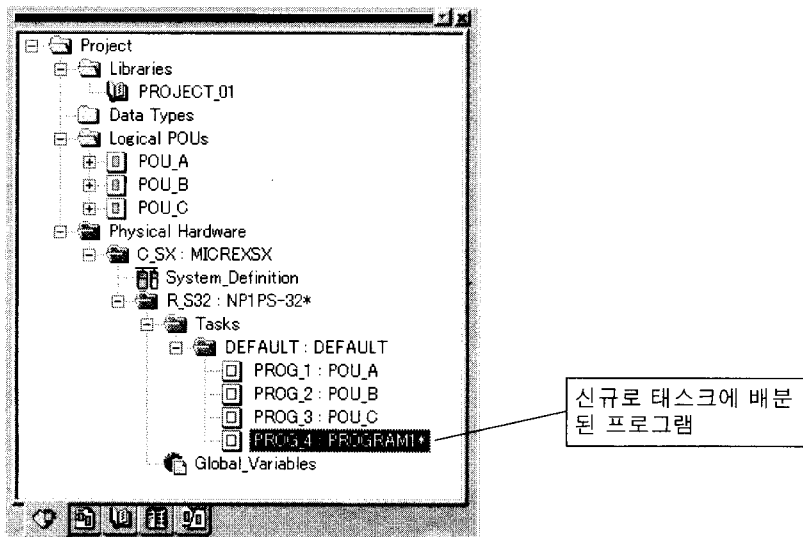 Project
Libraries
PROJECT_01
Data Types
Logical POUs
POU_A
POU_B
POU_C
Physical Hardware
C_SX : MICREXSX
System_Definition
R_S32 : NP1PS-32*
Tasks
DEFAULT : DEFAULT
PROG_1 : POU_A
PROG_2 : POU_B
PROG_3 : POU_C
PROG_4 : PROGRAM1*
Global_Variables
신규로 태스크에 배분
된 프로그램